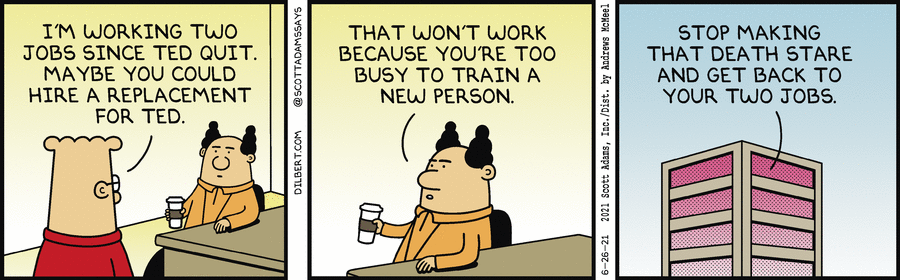 I'M WORKING TWO
JOBS SINCE TED QUIT.
MAYBE YOU COULD
HIRE A REPLACEMENT
FOR TED.
DILBERT.COM @SCOTTADAMSSAYS
THAT WON'T WORK
BECAUSE YOU'RE TOO
BUSY TO TRAIN A
NEW PERSON.
6-26-21 2021 Scott Adams, Inc./Dist. by Andrews McMeel
STOP MAKING
THAT DEATH STARE
AND GET BACK TO
YOUR TWO JOBS.